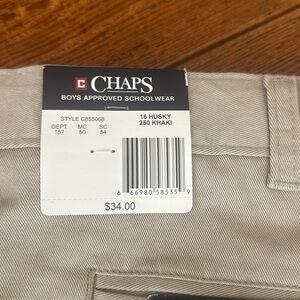 C CHAPS
BOYS APPROVED SCHOOLWEAR
STYLE C855068
DEPT MC SC
157 50 54
16 HUSKY
250 KHAKI
6 66980 58535 9
$34.00